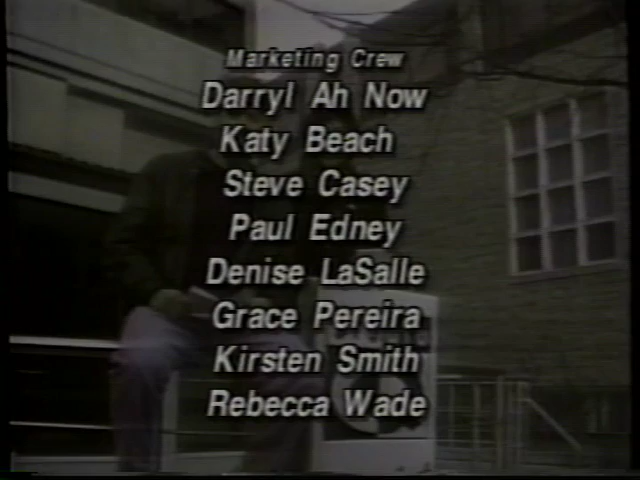 Marketing Crew
Darryl Ah Now
Katy Beach
Steve Casey
Paul Edney
Denise LaSalle
Grace Pereira
Kirsten Smith
Rebecca Wade